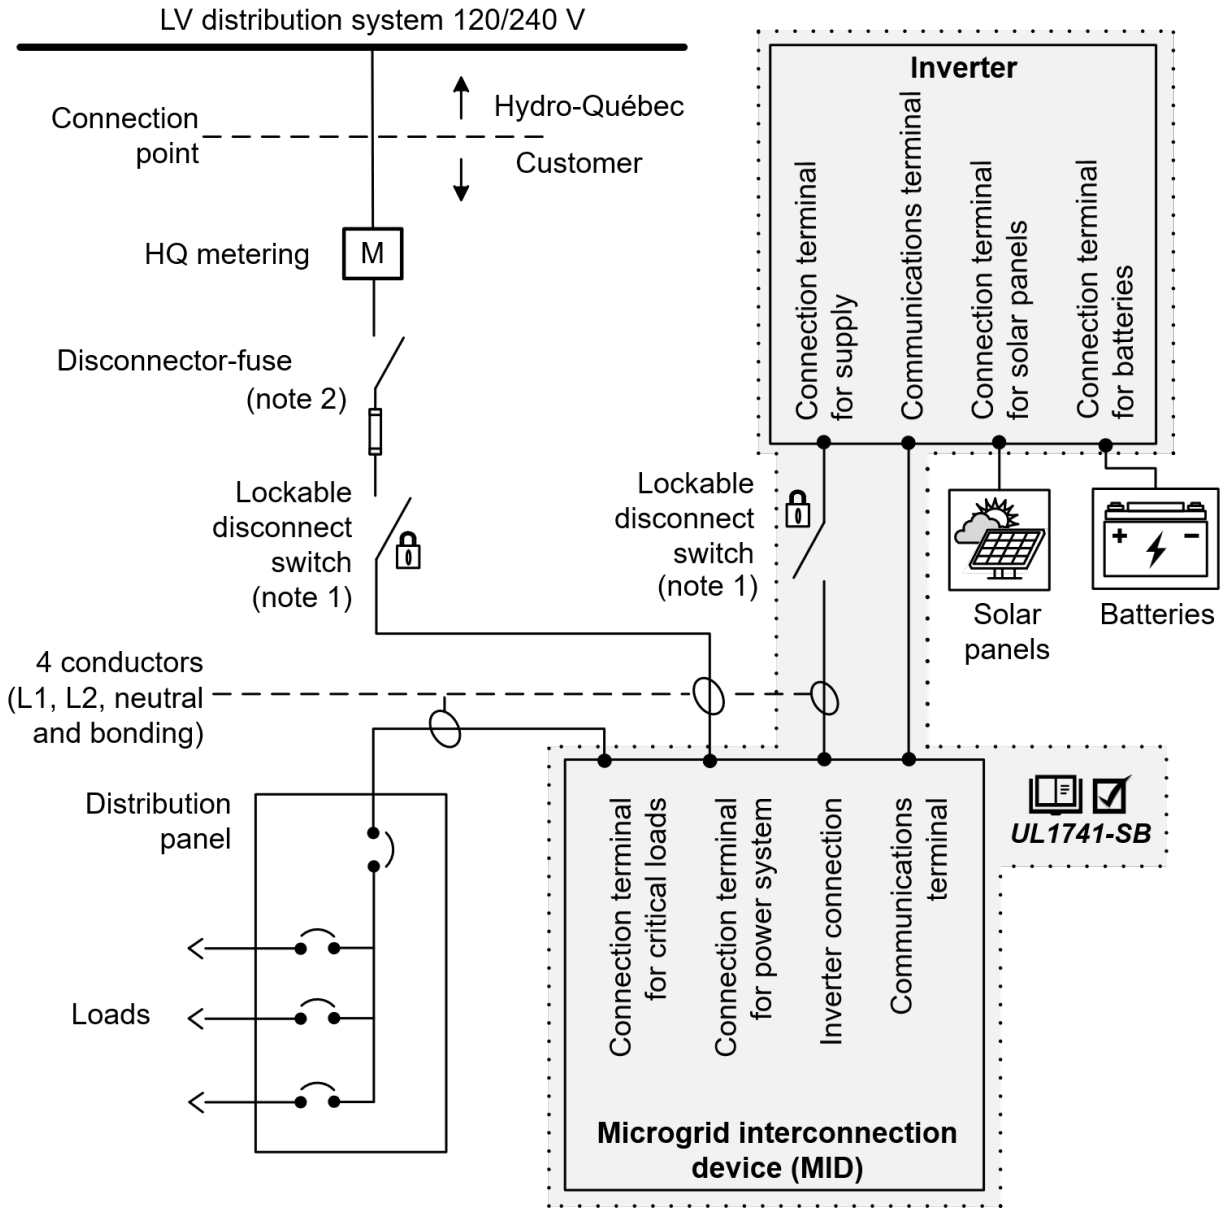 LV distribution system 120/240 V
Connection
point
Hydro-Québec
Customer
HQ metering
M
Disconnector-fuse
(note 2)
Lockable
disconnect
switch
(note 1)
4 conductors
(L1, L2, neutral
and bonding)
Distribution
panel
Loads
Inverter
Connection terminal
for supply
Communications terminal
Connection terminal
for solar panels
Connection terminal
for batteries
Lockable
disconnect
switch
(note 1)
Solar
panels
+ −
Batteries
UL1741-SB
Connection terminal
for critical loads
Connection terminal
for power system
Inverter connection
Communications
terminal
Microgrid interconnection
device (MID)